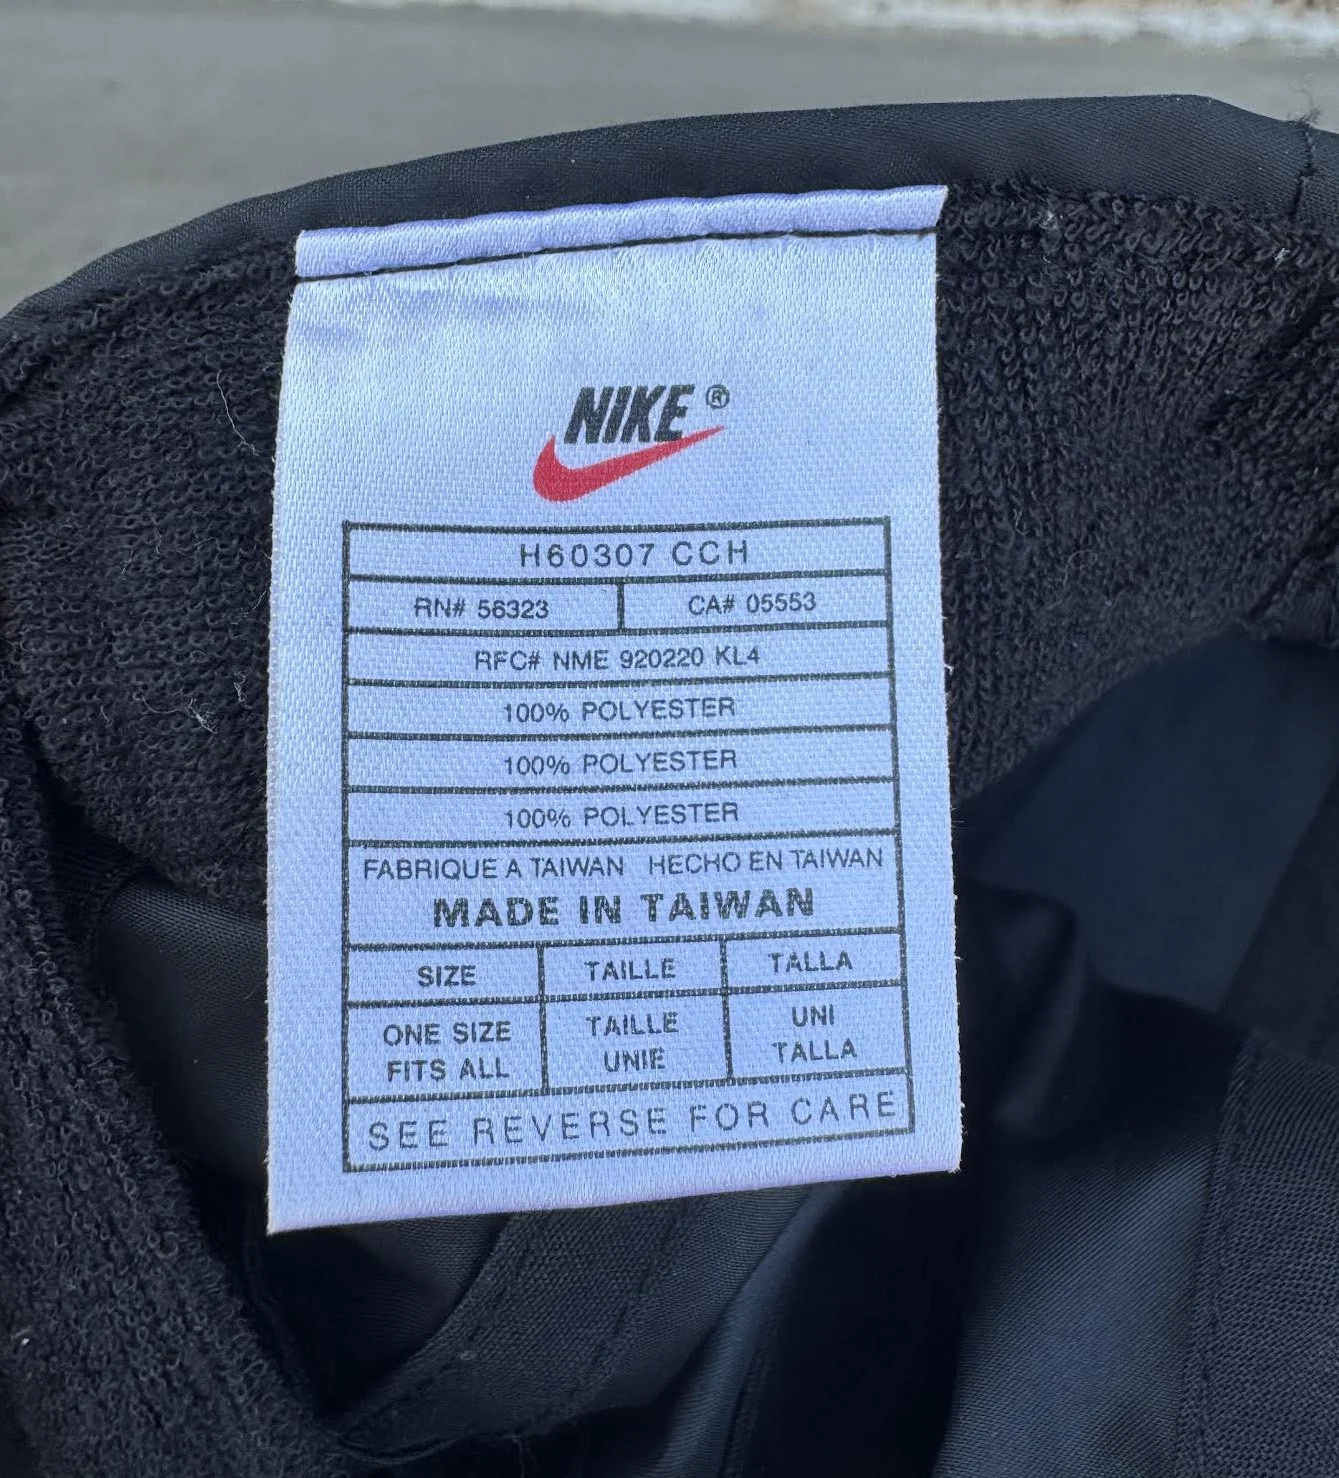 NIKE ®
H60307 CCH
RN# 56323 CA# 05553
RFC# NME 920220 KL4
100% POLYESTER
100% POLYESTER
100% POLYESTER
FABRIQUE A TAIWAN HECHO EN TAIWAN
MADE IN TAIWAN
SIZE TAILLE TALLA
ONE SIZE TAILLE UNI
FITS ALL UNIE TALLA
SEE REVERSE FOR CARE